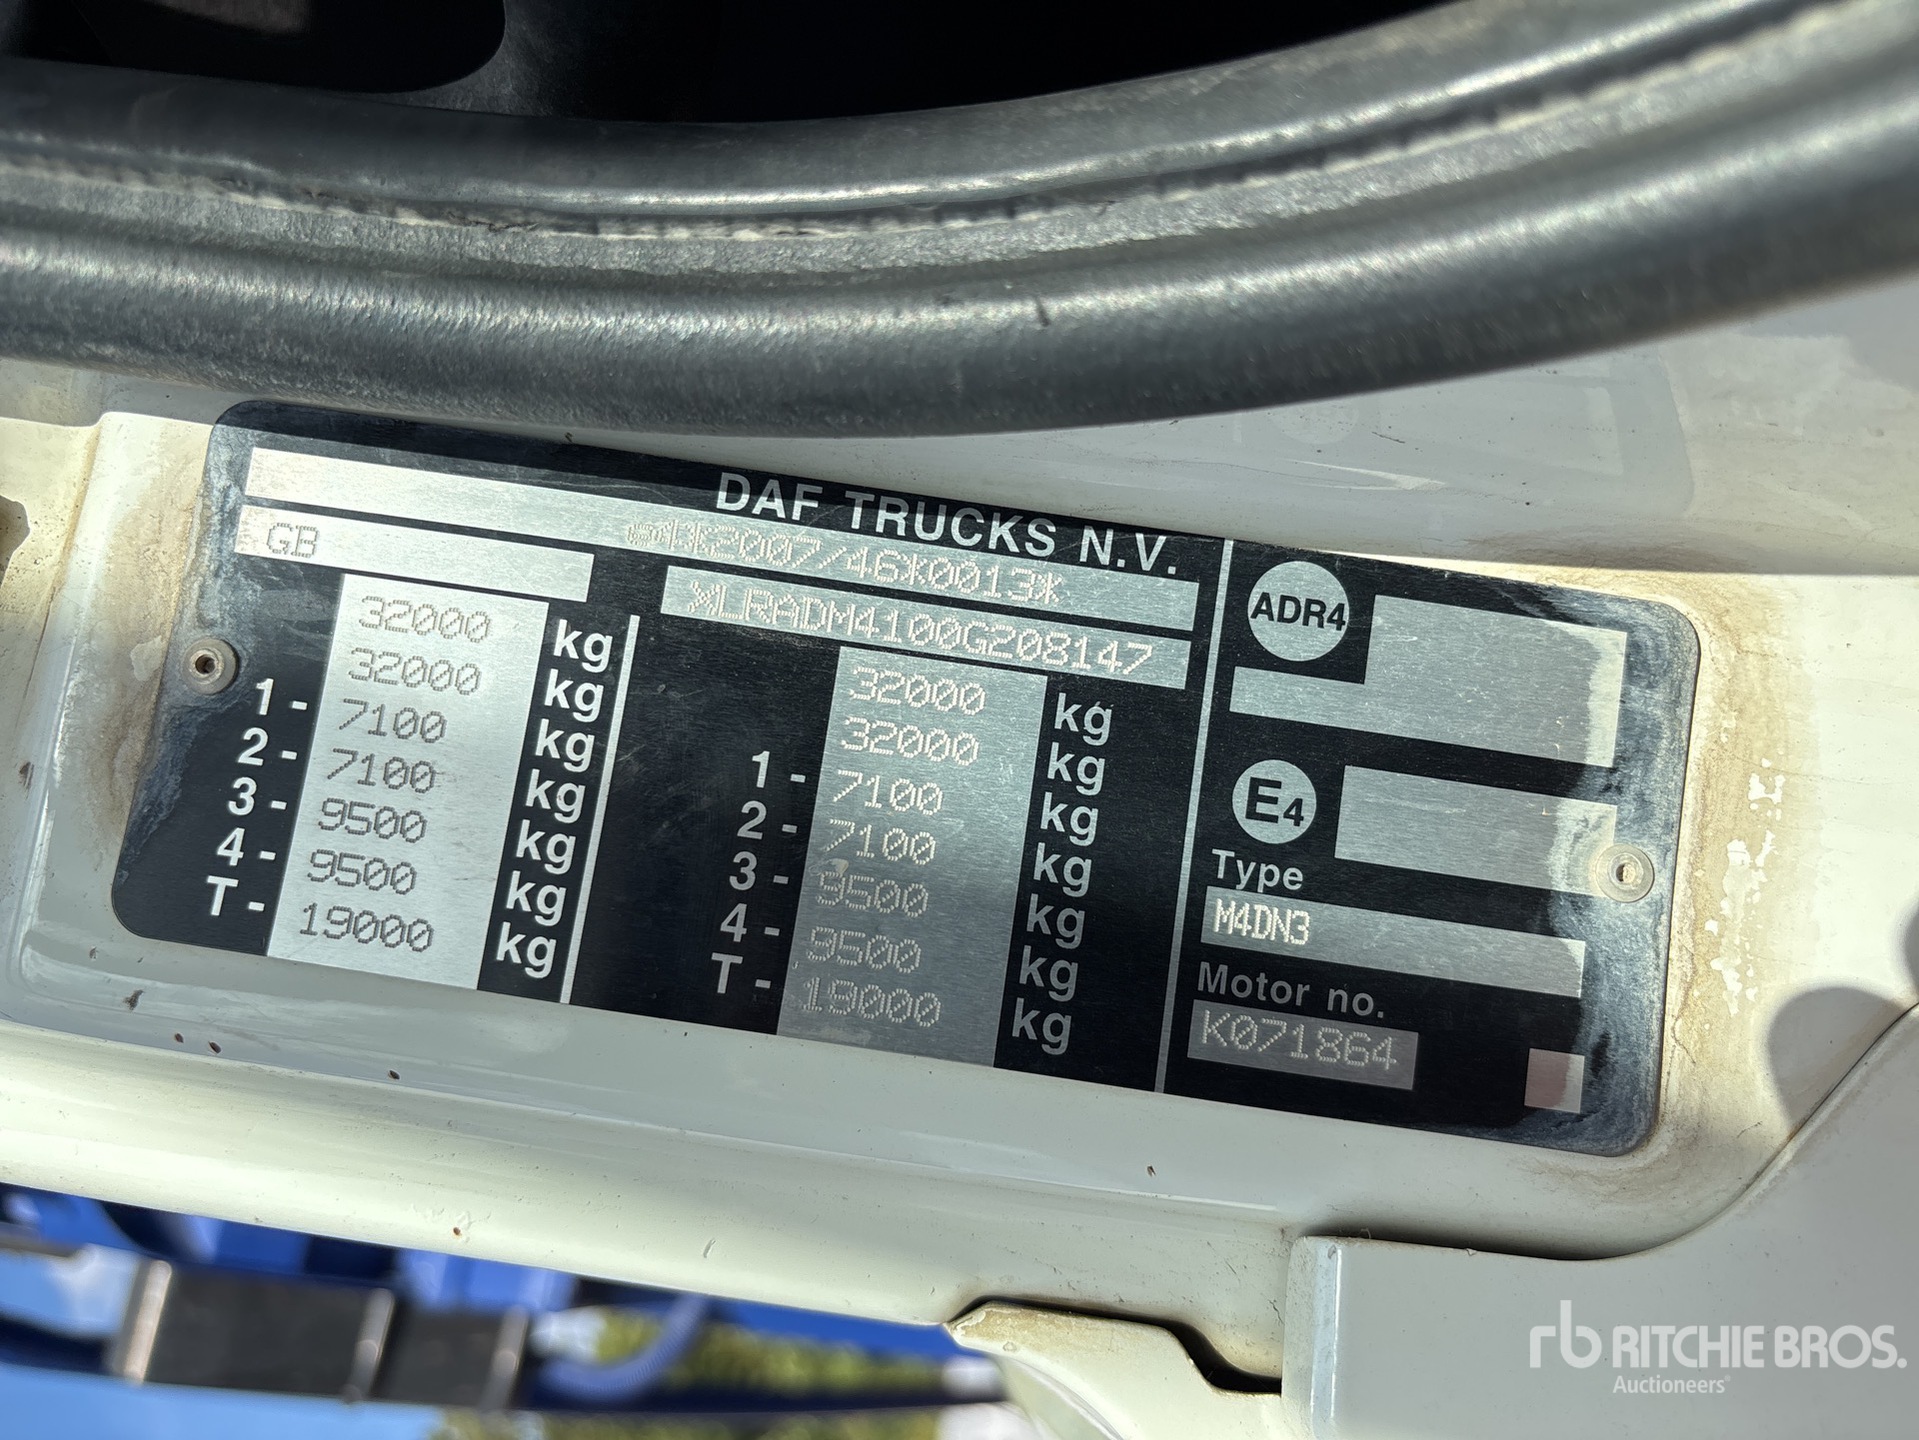 DAF TRUCKS N.V.
2007/46*0013*
GB
XLRADM4100G208147
32000 kg
32000 kg
1- 7100 kg
2- 7100 kg
3- 9500 kg
4- 9500 kg
T- 19000 kg
32000 kg
32000 kg
1- 7100 kg
2- 7100 kg
3- 9500 kg
4- 9500 kg
T- 19000 kg
ADR4
E4
Type
M4DN3
Motor no.
K071864
rb RITCHIE BROS.
Auctioneers